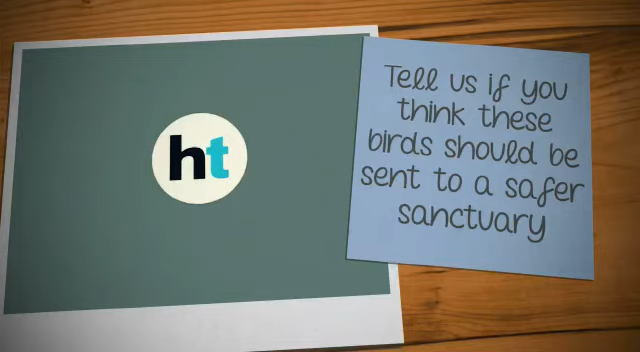 ht
Tell us if you
think these
birds should be
sent to a safer
sanctuary